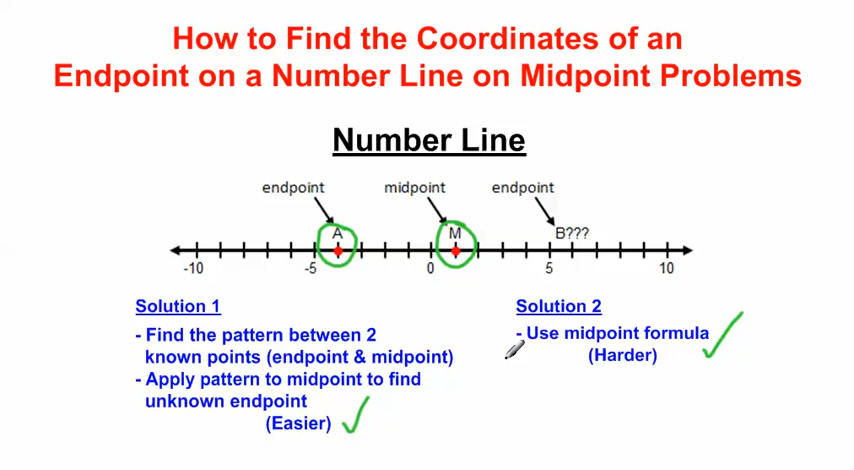 How to Find the Coordinates of an
Endpoint on a Number Line on Midpoint Problems
Number Line
endpoint midpoint endpoint
A M B???
-10 -5 0 5 10
Solution 1
- Find the pattern between 2
known points (endpoint & midpoint)
- Apply pattern to midpoint to find
unknown endpoint
(Easier)
Solution 2
- Use midpoint formula
(Harder)